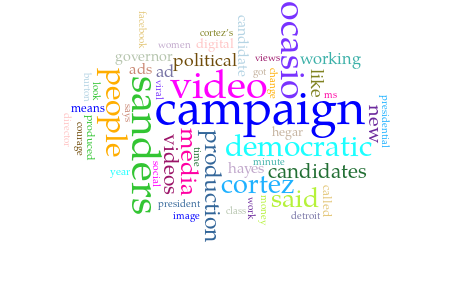 facebook
cortez's
women
digital
candidate
ocasio
governor
political
views
working
ads
ad
got
change
like
ms
human
look
people
sanders
viral
video
campaign
new
presidential
means
director
courage
produced
says
videos
media
time
production
democratic
hegar
minute
year
social
hayes
candidates
cortez
said
called
president
image
class
work
money
detroit